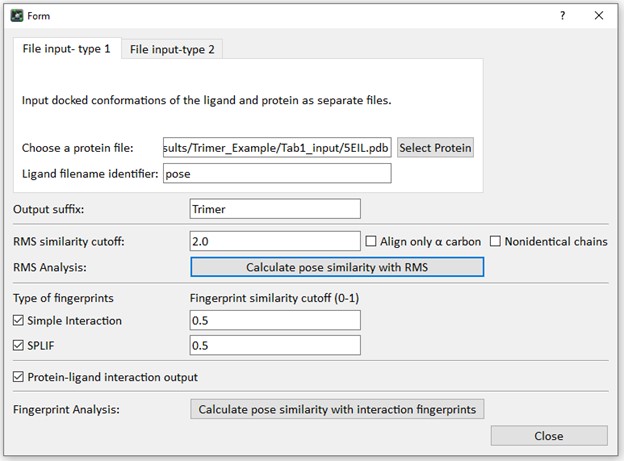 Form
File input- type 1 File input-type 2
Input docked conformations of the ligand and protein as separate files.
Choose a protein file: sults/Trimer_Example/Tab1_input/5EIL.pdb Select Protein
Ligand filename identifier: pose
Output suffix: Trimer
RMS similarity cutoff: 2.0 Align only α carbon Nonidentical chains
RMS Analysis: Calculate pose similarity with RMS
Type of fingerprints Fingerprint similarity cutoff (0-1)
Simple Interaction 0.5
SPLIF 0.5
Protein-ligand interaction output
Fingerprint Analysis: Calculate pose similarity with interaction fingerprints
Close